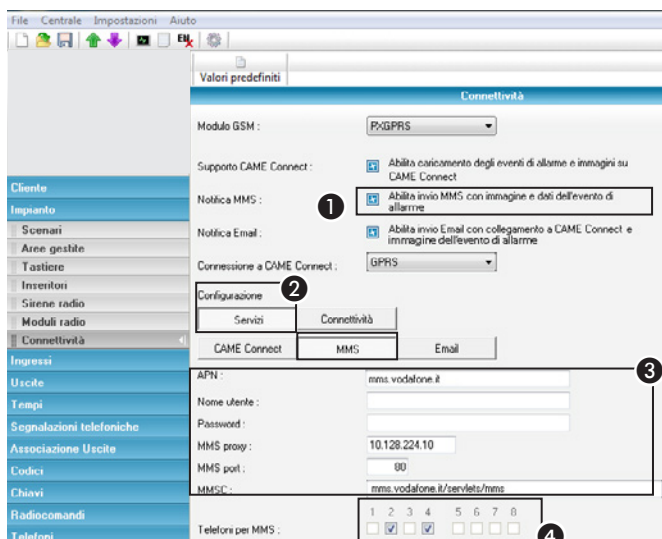 File Centrale Impostazioni Aiuto
Valori predefiniti
Connettività
Modulo GSM : RXGPRS
Supporto CAME Connect : Abilita caricamento degli eventi di allarme e immagini su
CAME Connect
Notifica MMS : Abilita invio MMS con immagine e dati dell'evento di
allarme
1
Notifica Email : Abilita invio Email con collegamento a CAME Connect e
immagine dell'evento di allarme
Connessione a CAME Connect : GPRS
Configurazione
2
Servizi Connettività
CAME Connect MMS Email
3
APN : mms.vodafone.it
Nome utente :
Password :
MMS proxy : 10.128.224.10
MMS port : 80
MMSC : mms.vodafone.it/servlets/mms
1 2 3 4 5 6 7 8
Telefoni per MMS :
4
Cliente
Impianto
Scenari
Aree gestite
Tastiere
Inseritori
Sirene radio
Moduli radio
Connettività
Ingressi
Uscite
Tempi
Segnalazioni telefoniche
Associazione Uscite
Codici
Chiavi
Radiocomandi
Telefoni